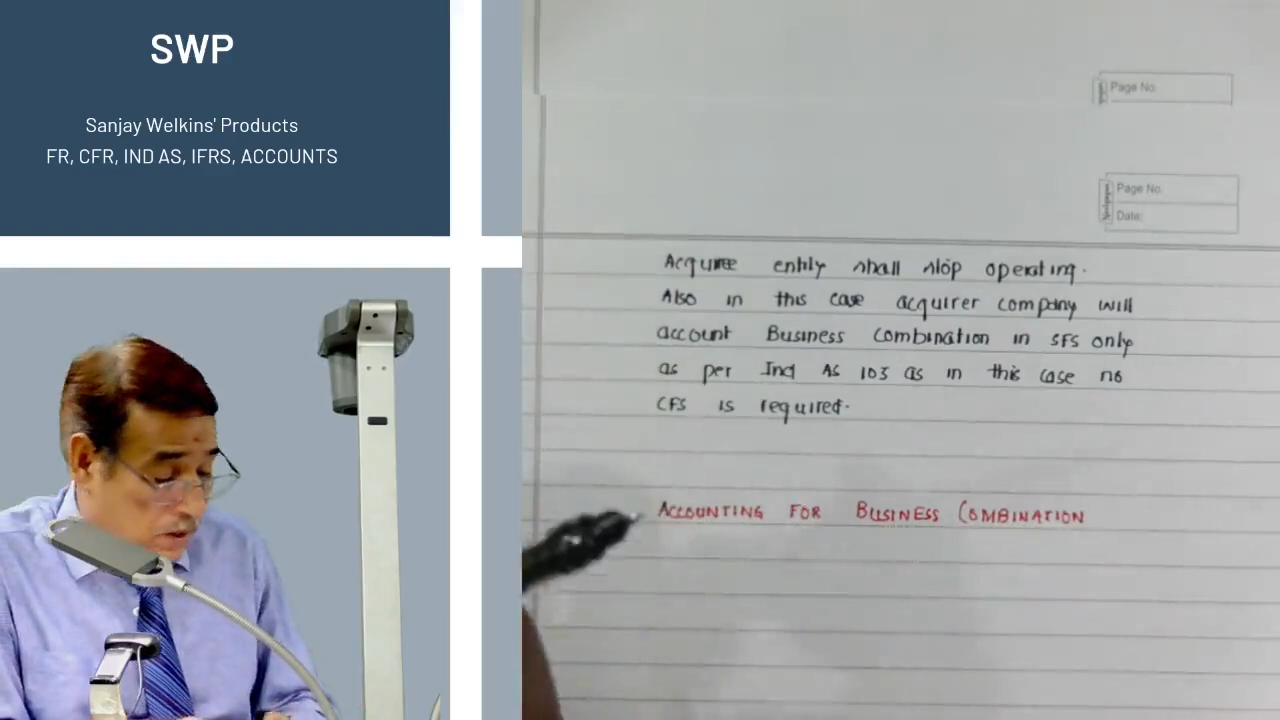 SWP
Sanjay Welkins' Products
FR, CFR, IND AS, IFRS, ACCOUNTS
Page No.
Page No.
Date:
Acquiree entity shall stop operating.
Also in this case acquirer company will
account Business Combination in SFS only
as per Ind AS 103 as in this case no
CFS is required.
ACCOUNTING FOR BUSINESS COMBINATION